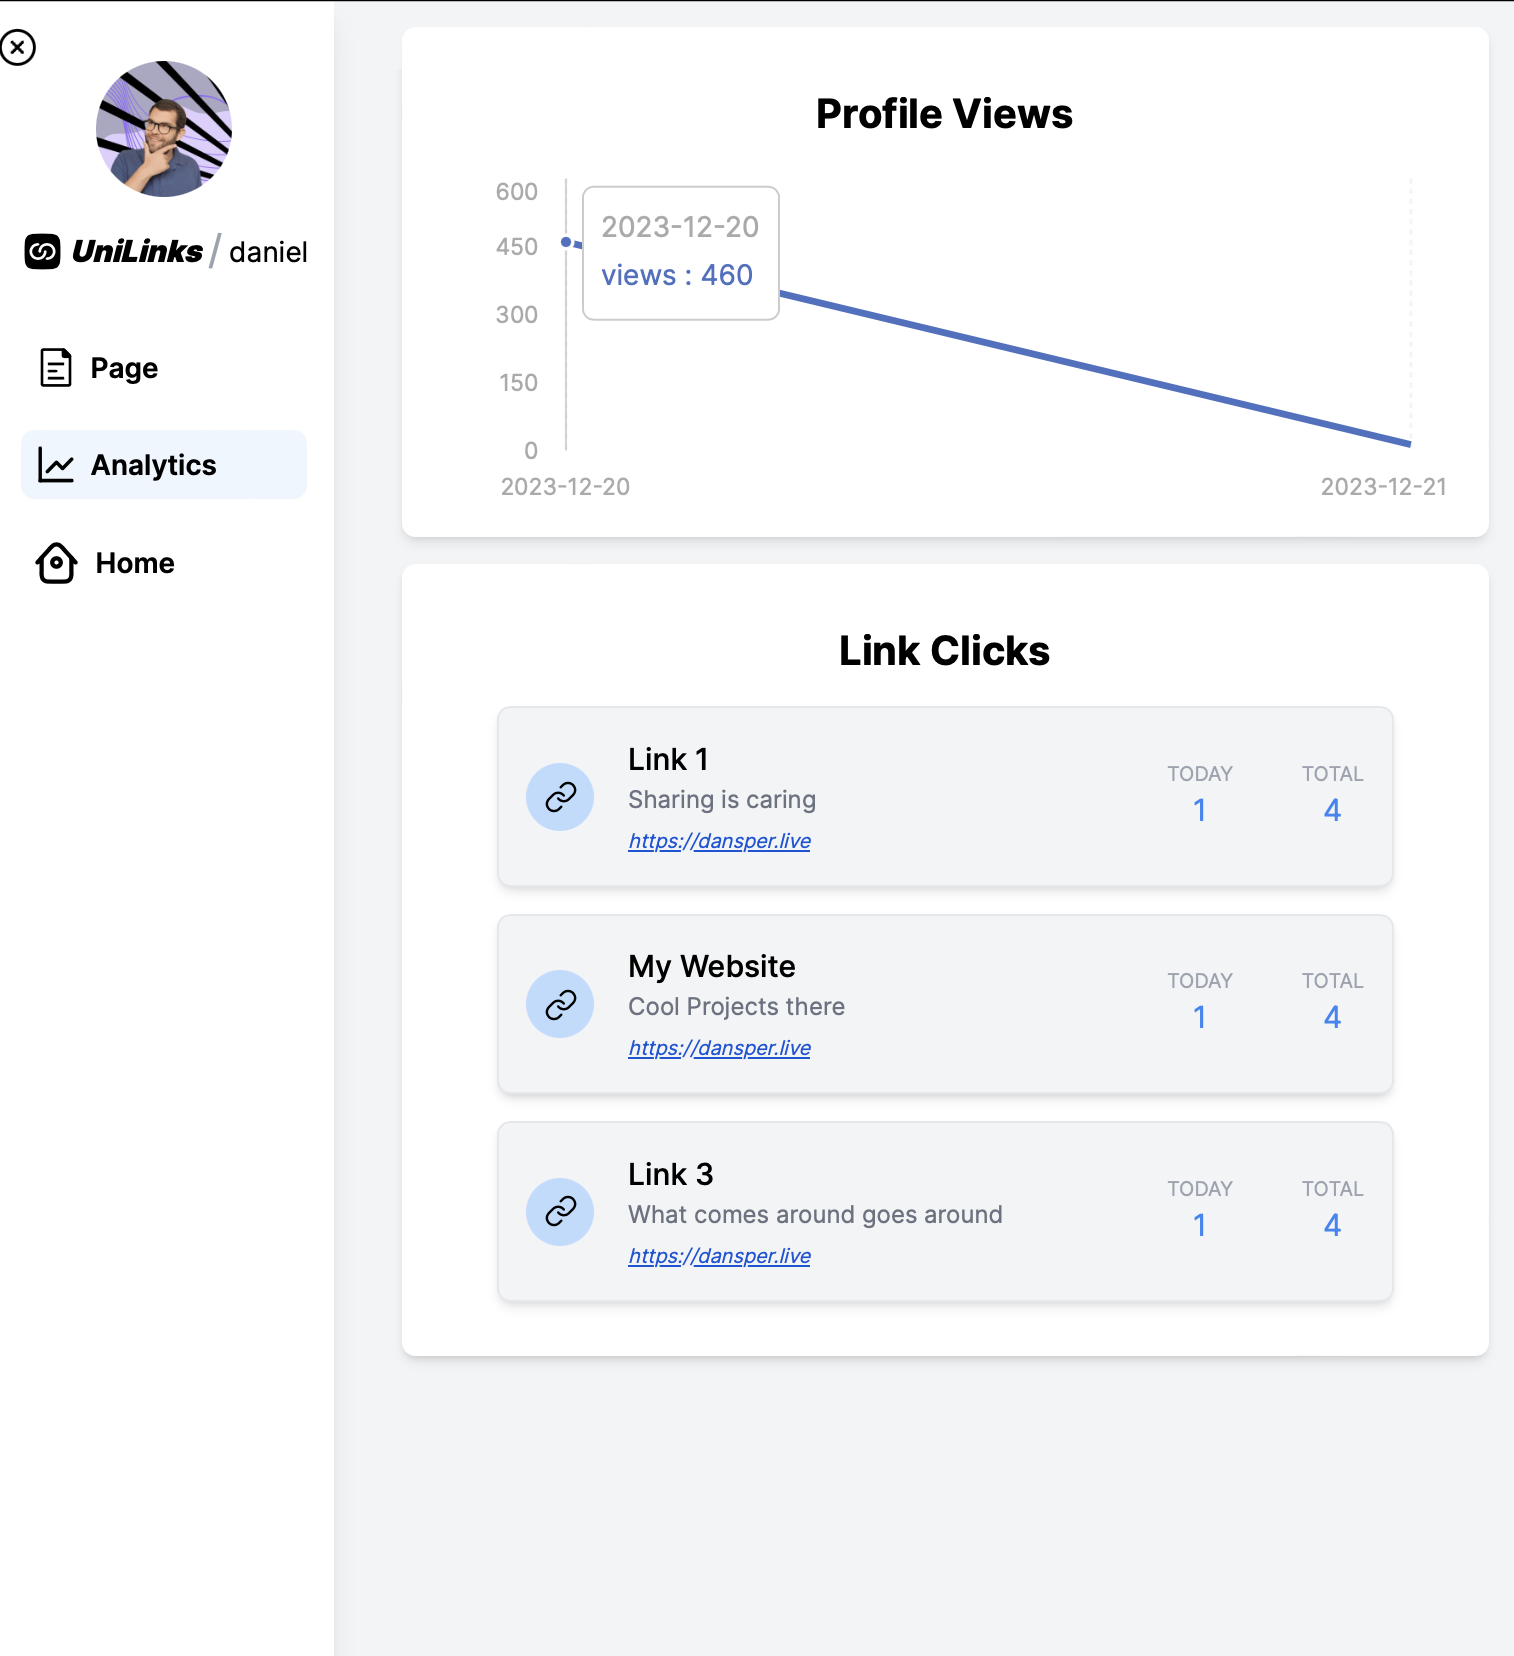 UniLinks / daniel
Page
Analytics
Home
Profile Views
600
450
300
150
0
2023-12-20
views : 460
2023-12-20
2023-12-21
Link Clicks
Link 1
Sharing is caring
https://dansper.live
TODAY
1
TOTAL
4
My Website
Cool Projects there
https://dansper.live
TODAY
1
TOTAL
4
Link 3
What comes around goes around
https://dansper.live
TODAY
1
TOTAL
4